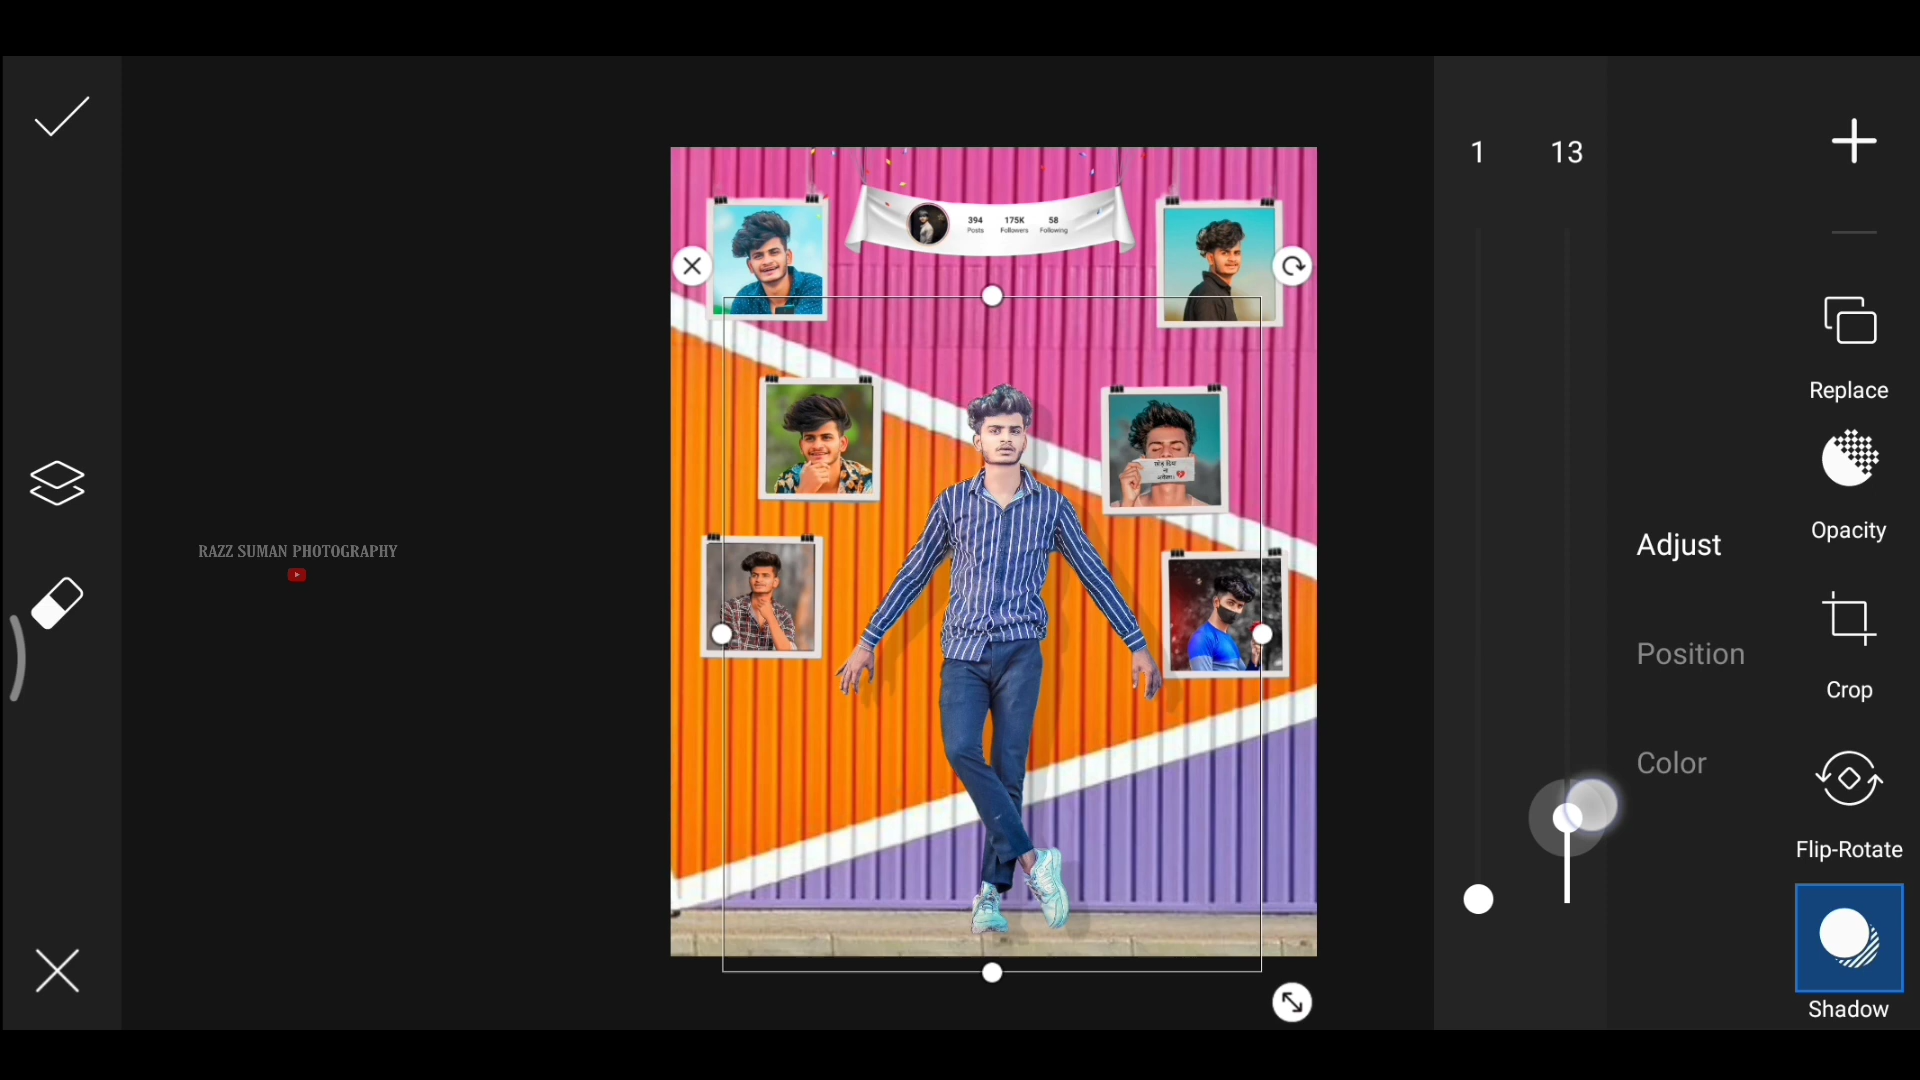 1 13
394 175K 58
Posts Followers Following
Replace
Opacity
Adjust
RAZZ SUMAN PHOTOGRAPHY
Position
Crop
Color
Flip-Rotate
Shadow